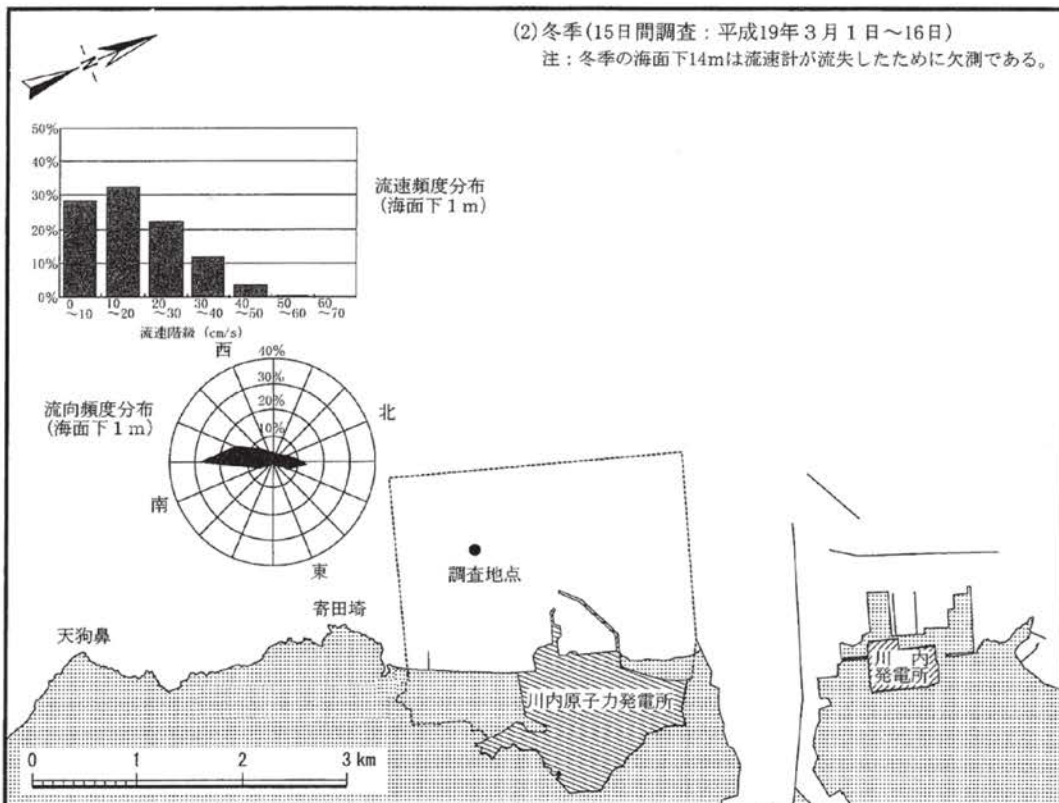 (2)冬季(15日間調査：平成19年３月１日～16日)
注：冬季の海面下14mは流速計が流失したために欠測である。
N
50%
40%
30%
20%
10%
0%
0 10 20 30 40 50 60
～10 ～20 ～30 ～40 ～50 ～60 ～70
流速階級 (cm/s)
流速頻度分布
(海面下１m)
流向頻度分布
(海面下１m)
西
北
南
東
40%
30%
20%
10%
調査地点
天狗鼻
寄田埼
川内原子力発電所
川内
発電所
0 1 2 3 km